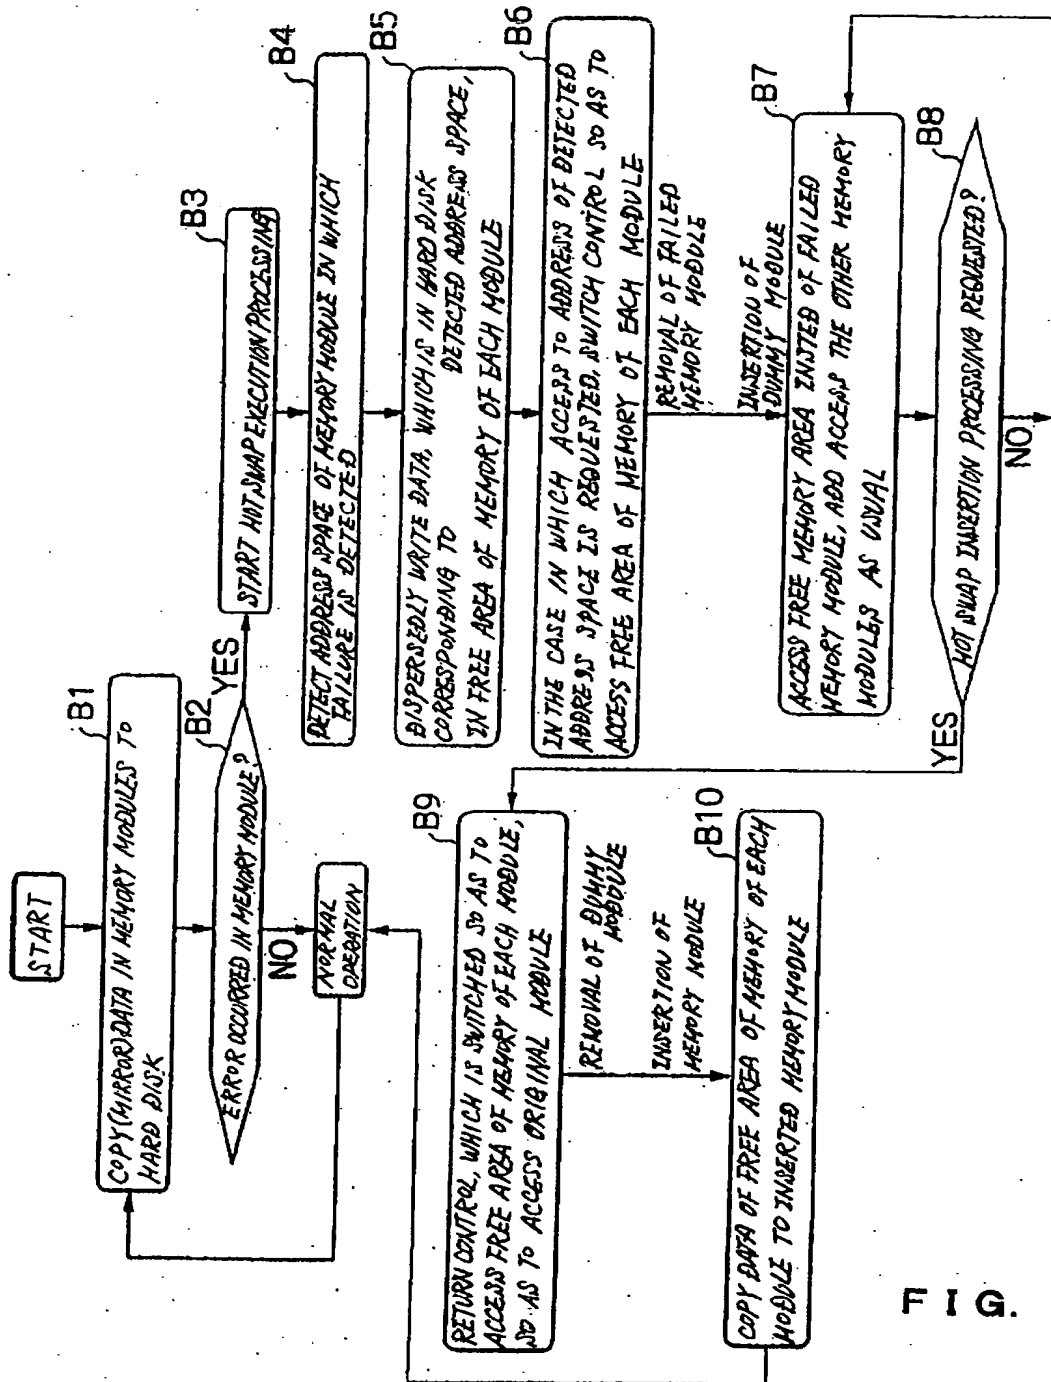 START
B1
COPY(MIRROR)DATA IN MEMORY MODULES TO
HARD DISK
B2
ERROR OCCURRED IN MEMORY MODULE?
YES
NO
NORMAL
OPERATION
B3
START HOT SWAP EXECUTION PROCESSING
B4
DETECT ADDRESS SPACE OF MEMORY MODULE IN WHICH
FAILURE IS DETECTED
B5
DISPERSEDLY WRITE DATA, WHICH IS IN HARD DISK
CORRESPONDING TO DETECTED ADDRESS SPACE,
IN FREE AREA OF MEMORY OF EACH MODULE
B6
IN THE CASE IN WHICH ACCESS TO ADDRESS OF DETECTED
ADDRESS SPACE IS REQUESTED, SWITCH CONTROL SO AS TO
ACCESS FREE AREA OF MEMORY OF EACH MODULE
REMOVAL OF FAILED
MEMORY MODULE
INSERTION OF
DUMMY MODULE
B7
ACCESS FREE MEMORY AREA INSTED OF FAILED
MEMORY MODULE, ADD ACCESS THE OTHER MEMORY
MODULES AS USUAL
B8
HOT SWAP INSERTION PROCESSING REQUESTED?
NO
YES
B9
RETURN CONTROL, WHICH IS SWITCHED SO AS TO
ACCESS FREE AREA OF MEMORY OF EACH MODULE,
SO AS TO ACCESS ORIGINAL MODULE
REMOVAL OF DUMMY
MODULE
INSERTION OF
MEMORY MODULE
B10
COPY DATA OF FREE AREA OF MEMORY OF EACH
MODULE TO INSERTED MEMORY MODULE
FIG.